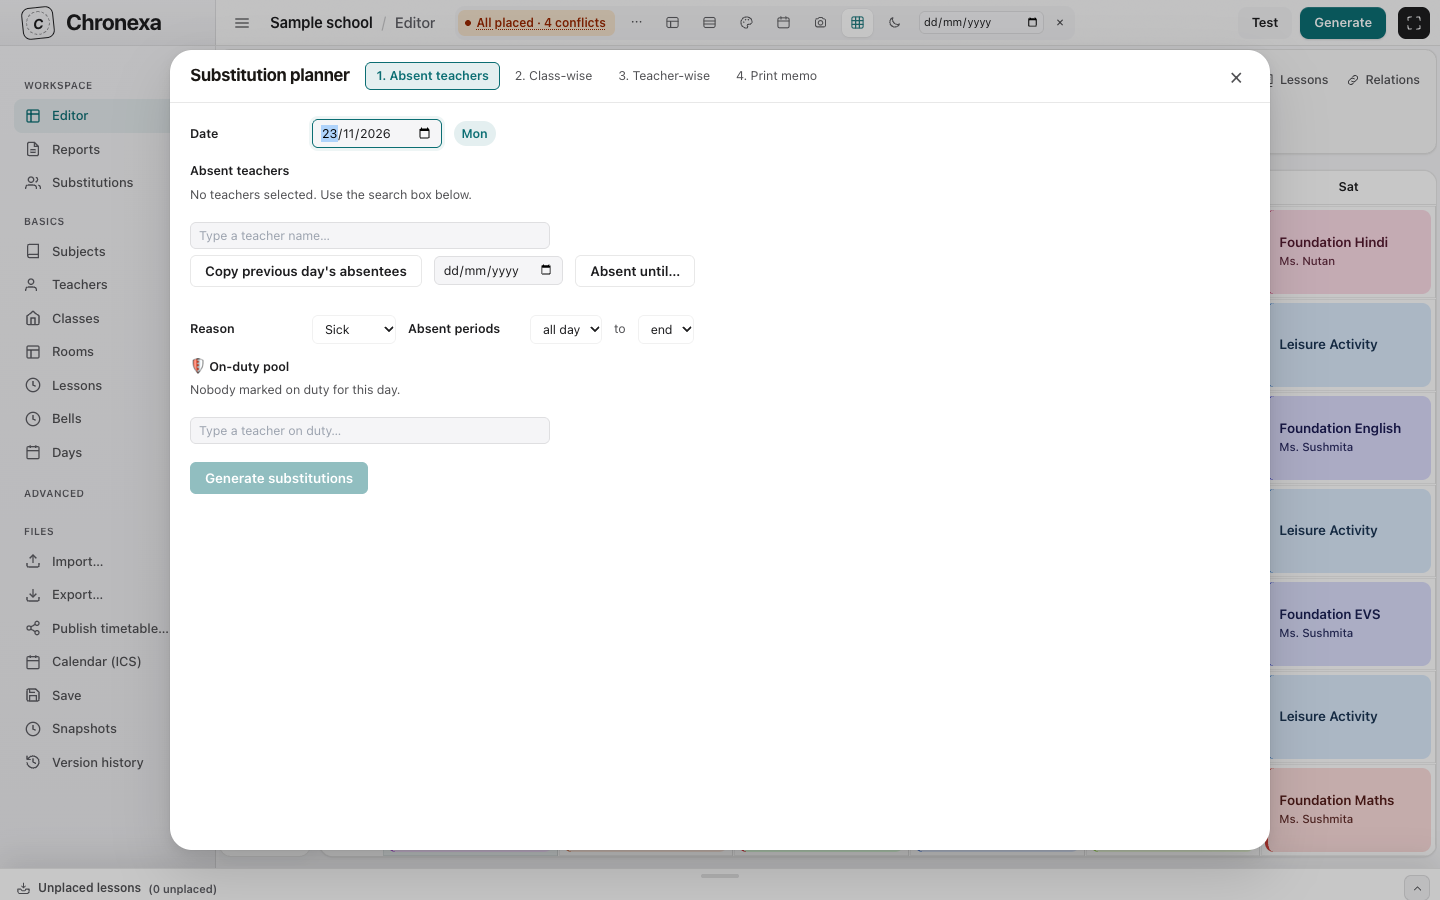 C Chronexa
Sample school / Editor
All placed · 4 conflicts
dd/mm/yyyy
×
Test
Generate
WORKSPACE
Editor
Reports
Substitutions
BASICS
Subjects
Teachers
Classes
Rooms
Lessons
Bells
Days
ADVANCED
FILES
Import...
Export...
Publish timetable...
Calendar (ICS)
Save
Snapshots
Version history
Substitution planner
1. Absent teachers
2. Class-wise
3. Teacher-wise
4. Print memo
Date
23/11/2026
Mon
Absent teachers
No teachers selected. Use the search box below.
Type a teacher name...
Copy previous day's absentees
dd/mm/yyyy
Absent until...
Reason
Sick
Absent periods
all day
to
end
On-duty pool
Nobody marked on duty for this day.
Type a teacher on duty...
Generate substitutions
Lessons
Relations
Sat
Foundation Hindi
Ms. Nutan
Leisure Activity
Foundation English
Ms. Sushmita
Leisure Activity
Foundation EVS
Ms. Sushmita
Leisure Activity
Foundation Maths
Ms. Sushmita
Unplaced lessons (0 unplaced)